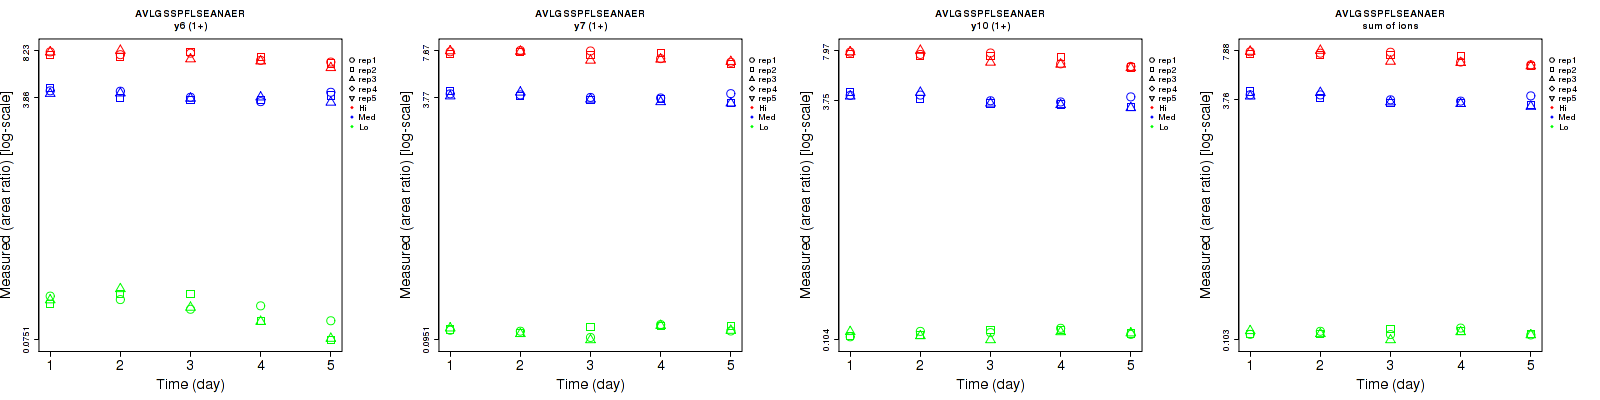 AVLGSSPFLSEANAER
y6 (1+)
Measured (area ratio) [log-scale]
8.23
3.86
0.0751
1 2 3 4 5
Time (day)
rep1
rep2
rep3
rep4
rep5
Hi
Med
Lo
AVLGSSPFLSEANAER
y7 (1+)
Measured (area ratio) [log-scale]
7.67
3.77
0.0951
1 2 3 4 5
Time (day)
rep1
rep2
rep3
rep4
rep5
Hi
Med
Lo
AVLGSSPFLSEANAER
y10 (1+)
Measured (area ratio) [log-scale]
7.97
3.75
0.104
1 2 3 4 5
Time (day)
rep1
rep2
rep3
rep4
rep5
Hi
Med
Lo
AVLGSSPFLSEANAER
sum of ions
Measured (area ratio) [log-scale]
7.88
3.76
0.103
1 2 3 4 5
Time (day)
rep1
rep2
rep3
rep4
rep5
Hi
Med
Lo